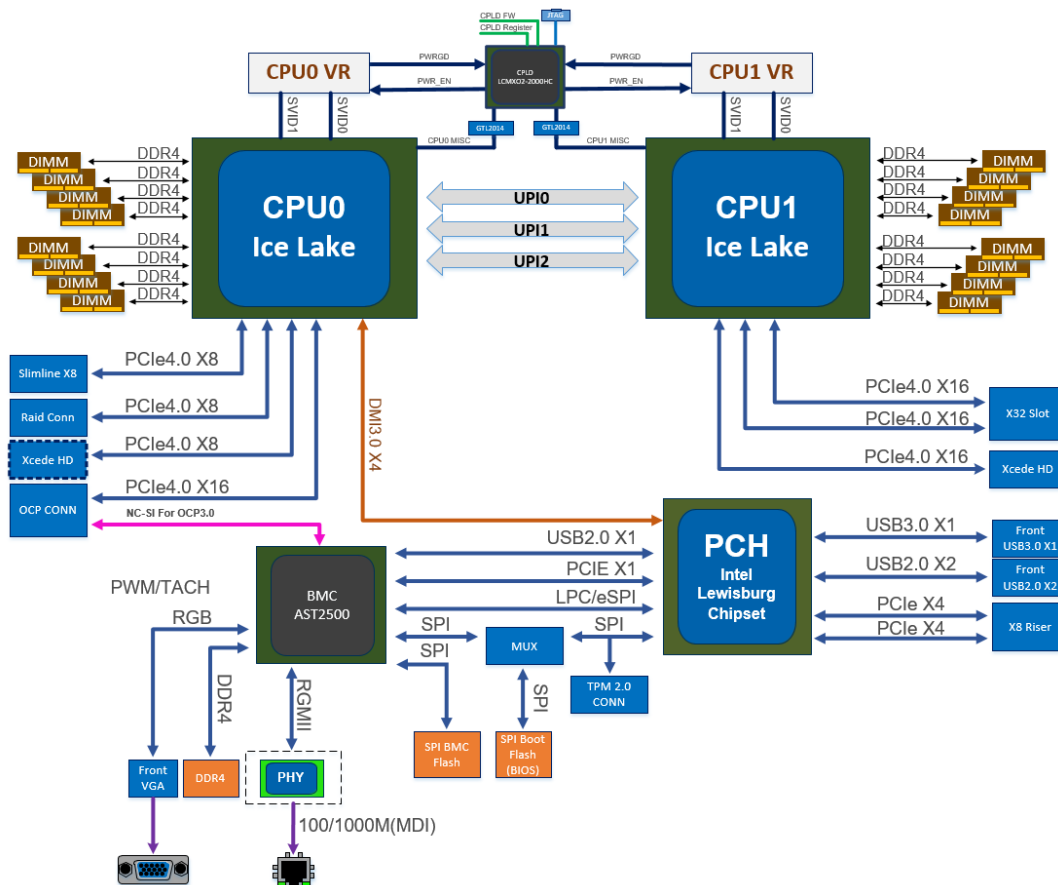 CPLD FW
CPLD Register
JTAG
CPU0 VR
PWRGD
PWR_EN
CPLD
LCMXO2-2000HC
PWRGD
PWR_EN
CPU1 VR
SVID1
SVID0
GTL2014
GTL2014
SVID1
SVID0
CPU0 MISC
CPU1 MISC
DIMM
DIMM
DIMM
DIMM
DDR4
DDR4
DDR4
DDR4
DIMM
DIMM
DIMM
DIMM
DDR4
DDR4
DDR4
DDR4
CPU0
Ice Lake
UPI0
UPI1
UPI2
CPU1
Ice Lake
DDR4
DDR4
DDR4
DDR4
DIMM
DIMM
DIMM
DIMM
DDR4
DDR4
DDR4
DDR4
DIMM
DIMM
DIMM
DIMM
Slimline X8
PCIe4.0 X8
Raid Conn
PCIe4.0 X8
Xcede HD
PCIe4.0 X8
OCP CONN
PCIe4.0 X16
NC-SI For OCP3.0
DMI3.0 X4
PCIe4.0 X16
PCIe4.0 X16
X32 Slot
PCIe4.0 X16
Xcede HD
PCH
Intel
Lewisburg
Chipset
USB3.0 X1
Front
USB3.0 X1
USB2.0 X2
Front
USB2.0 X2
PCIe X4
PCIe X4
X8 Riser
BMC
AST2500
USB2.0 X1
PCIE X1
LPC/eSPI
SPI
SPI
MUX
SPI
SPI
TPM 2.0
CONN
SPI BMC
Flash
SPI Boot
Flash
(BIOS)
PWM/TACH
RGB
DDR4
RGMII
Front
VGA
DDR4
PHY
100/1000M(MDI)